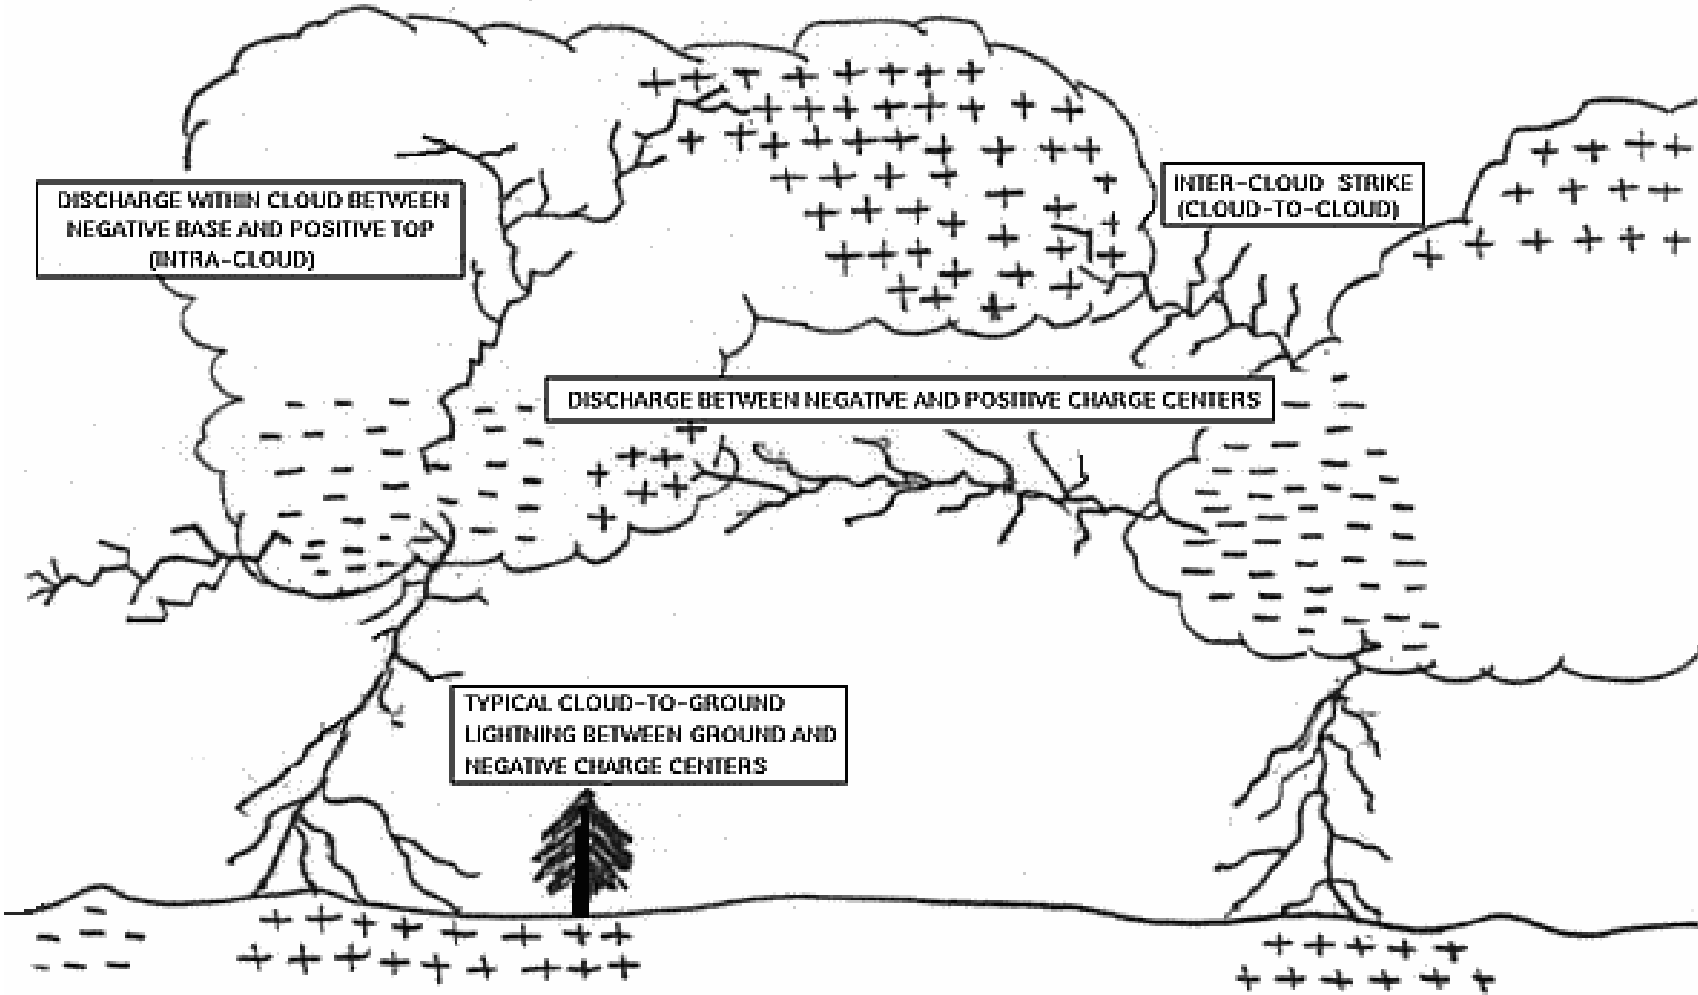 DISCHARGE WITHIN CLOUD BETWEEN
NEGATIVE BASE AND POSITIVE TOP
(INTRA-CLOUD)
INTER-CLOUD STRIKE
(CLOUD-TO-CLOUD)
DISCHARGE BETWEEN NEGATIVE AND POSITIVE CHARGE CENTERS
TYPICAL CLOUD-TO-GROUND
LIGHTNING BETWEEN GROUND AND
NEGATIVE CHARGE CENTERS